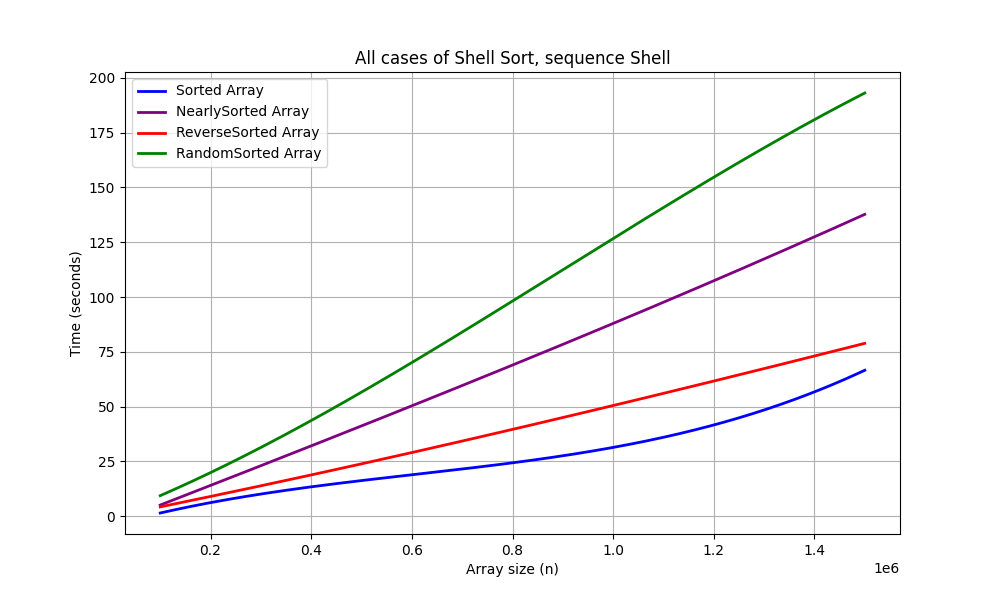 All cases of Shell Sort, sequence Shell
Sorted Array
NearlySorted Array
ReverseSorted Array
RandomSorted Array
Time (seconds)
200
175
150
125
100
75
50
25
0
0.2
0.4
0.6
0.8
1.0
1.2
1.4
1e6
Array size (n)